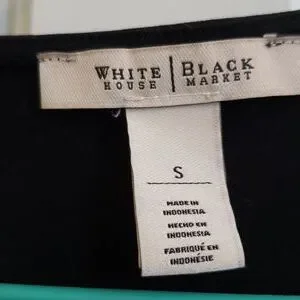 WHITE | BLACK
HOUSE | MARKET
S
MADE IN
INDONESIA
HECHO EN
INDONESIA
FABRIQUÉ EN
INDONÉSIE